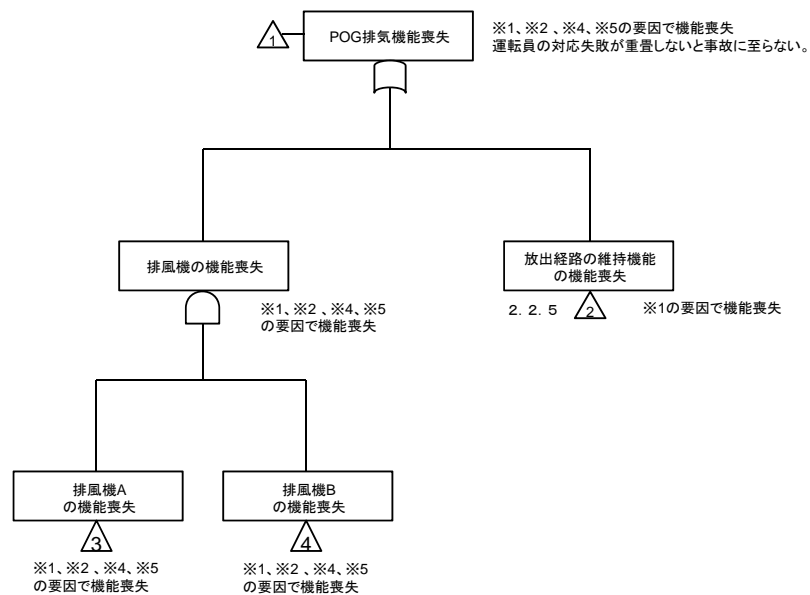 1
POG排気機能喪失
※1、※2 、※4、※5の要因で機能喪失
運転員の対応失敗が重畳しないと事故に至らない。
排風機の機能喪失
※1、※2 、※4、※5
の要因で機能喪失
放出経路の維持機能
の機能喪失
2．2．5
2
※1の要因で機能喪失
排風機A
の機能喪失
3
※1、※2 、※4、※5
の要因で機能喪失
排風機B
の機能喪失
4
※1、※2 、※4、※5
の要因で機能喪失